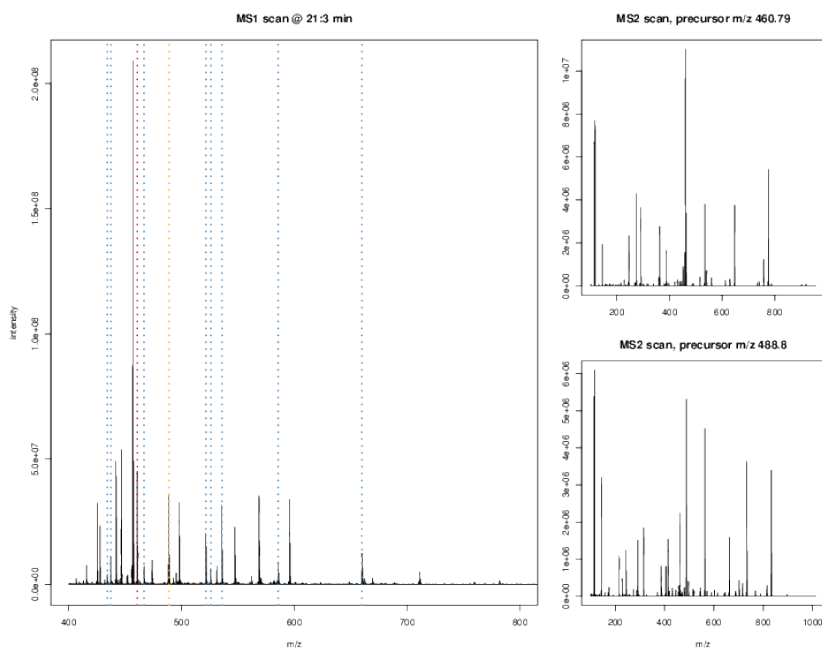 MS1 scan @ 21:3 min
intensity
0.0e+00
5.0e+07
1.0e+08
1.5e+08
2.0e+08
400
500
600
700
800
m/z
MS2 scan, precursor m/z 460.79
0e+00
2e+06
4e+06
6e+06
8e+06
1e+07
200
400
600
800
MS2 scan, precursor m/z 488.8
0e+00
1e+06
2e+06
3e+06
4e+06
5e+06
6e+06
200
400
600
800
1000
m/z